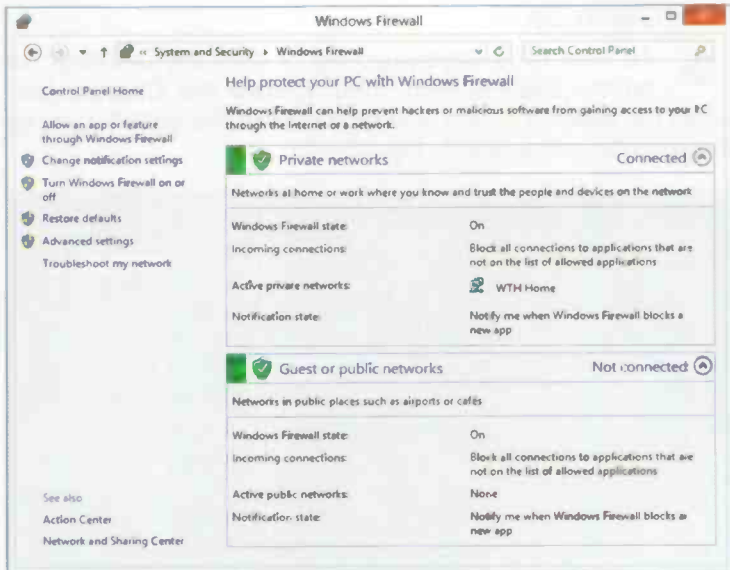 Windows Firewall
« System and Security
Windows Firewall
Search Control Panel
Control Panel Home
Allow an app or feature
through Windows Firewall
Change notification settings
Turn Windows Firewall on or
off
Restore defaults
Advanced settings
Troubleshoot my network
See also
Action Center
Network and Sharing Center
Help protect your PC with Windows Firewall
Windows Firewall can help prevent hackers or malicious software from gaining access to your PC
through the Internet or a network.
Private networks
Connected
Networks at home or work where you know and trust the people and devices on the network
Windows Firewall state:
On
Incoming connections:
Block all connections to applications that are
not on the list of allowed applications
Active private networks:
WTH Home
Notification state:
Notify me when Windows Firewall blocks a
new app
Guest or public networks
Not connected
Networks in public places such as airports or cafés
Windows Firewall state:
On
Incoming connections:
Block all connections to applications that are
not on the list of allowed applications
Active public networks:
None
Notification state:
Notify me when Windows Firewall blocks a
new app